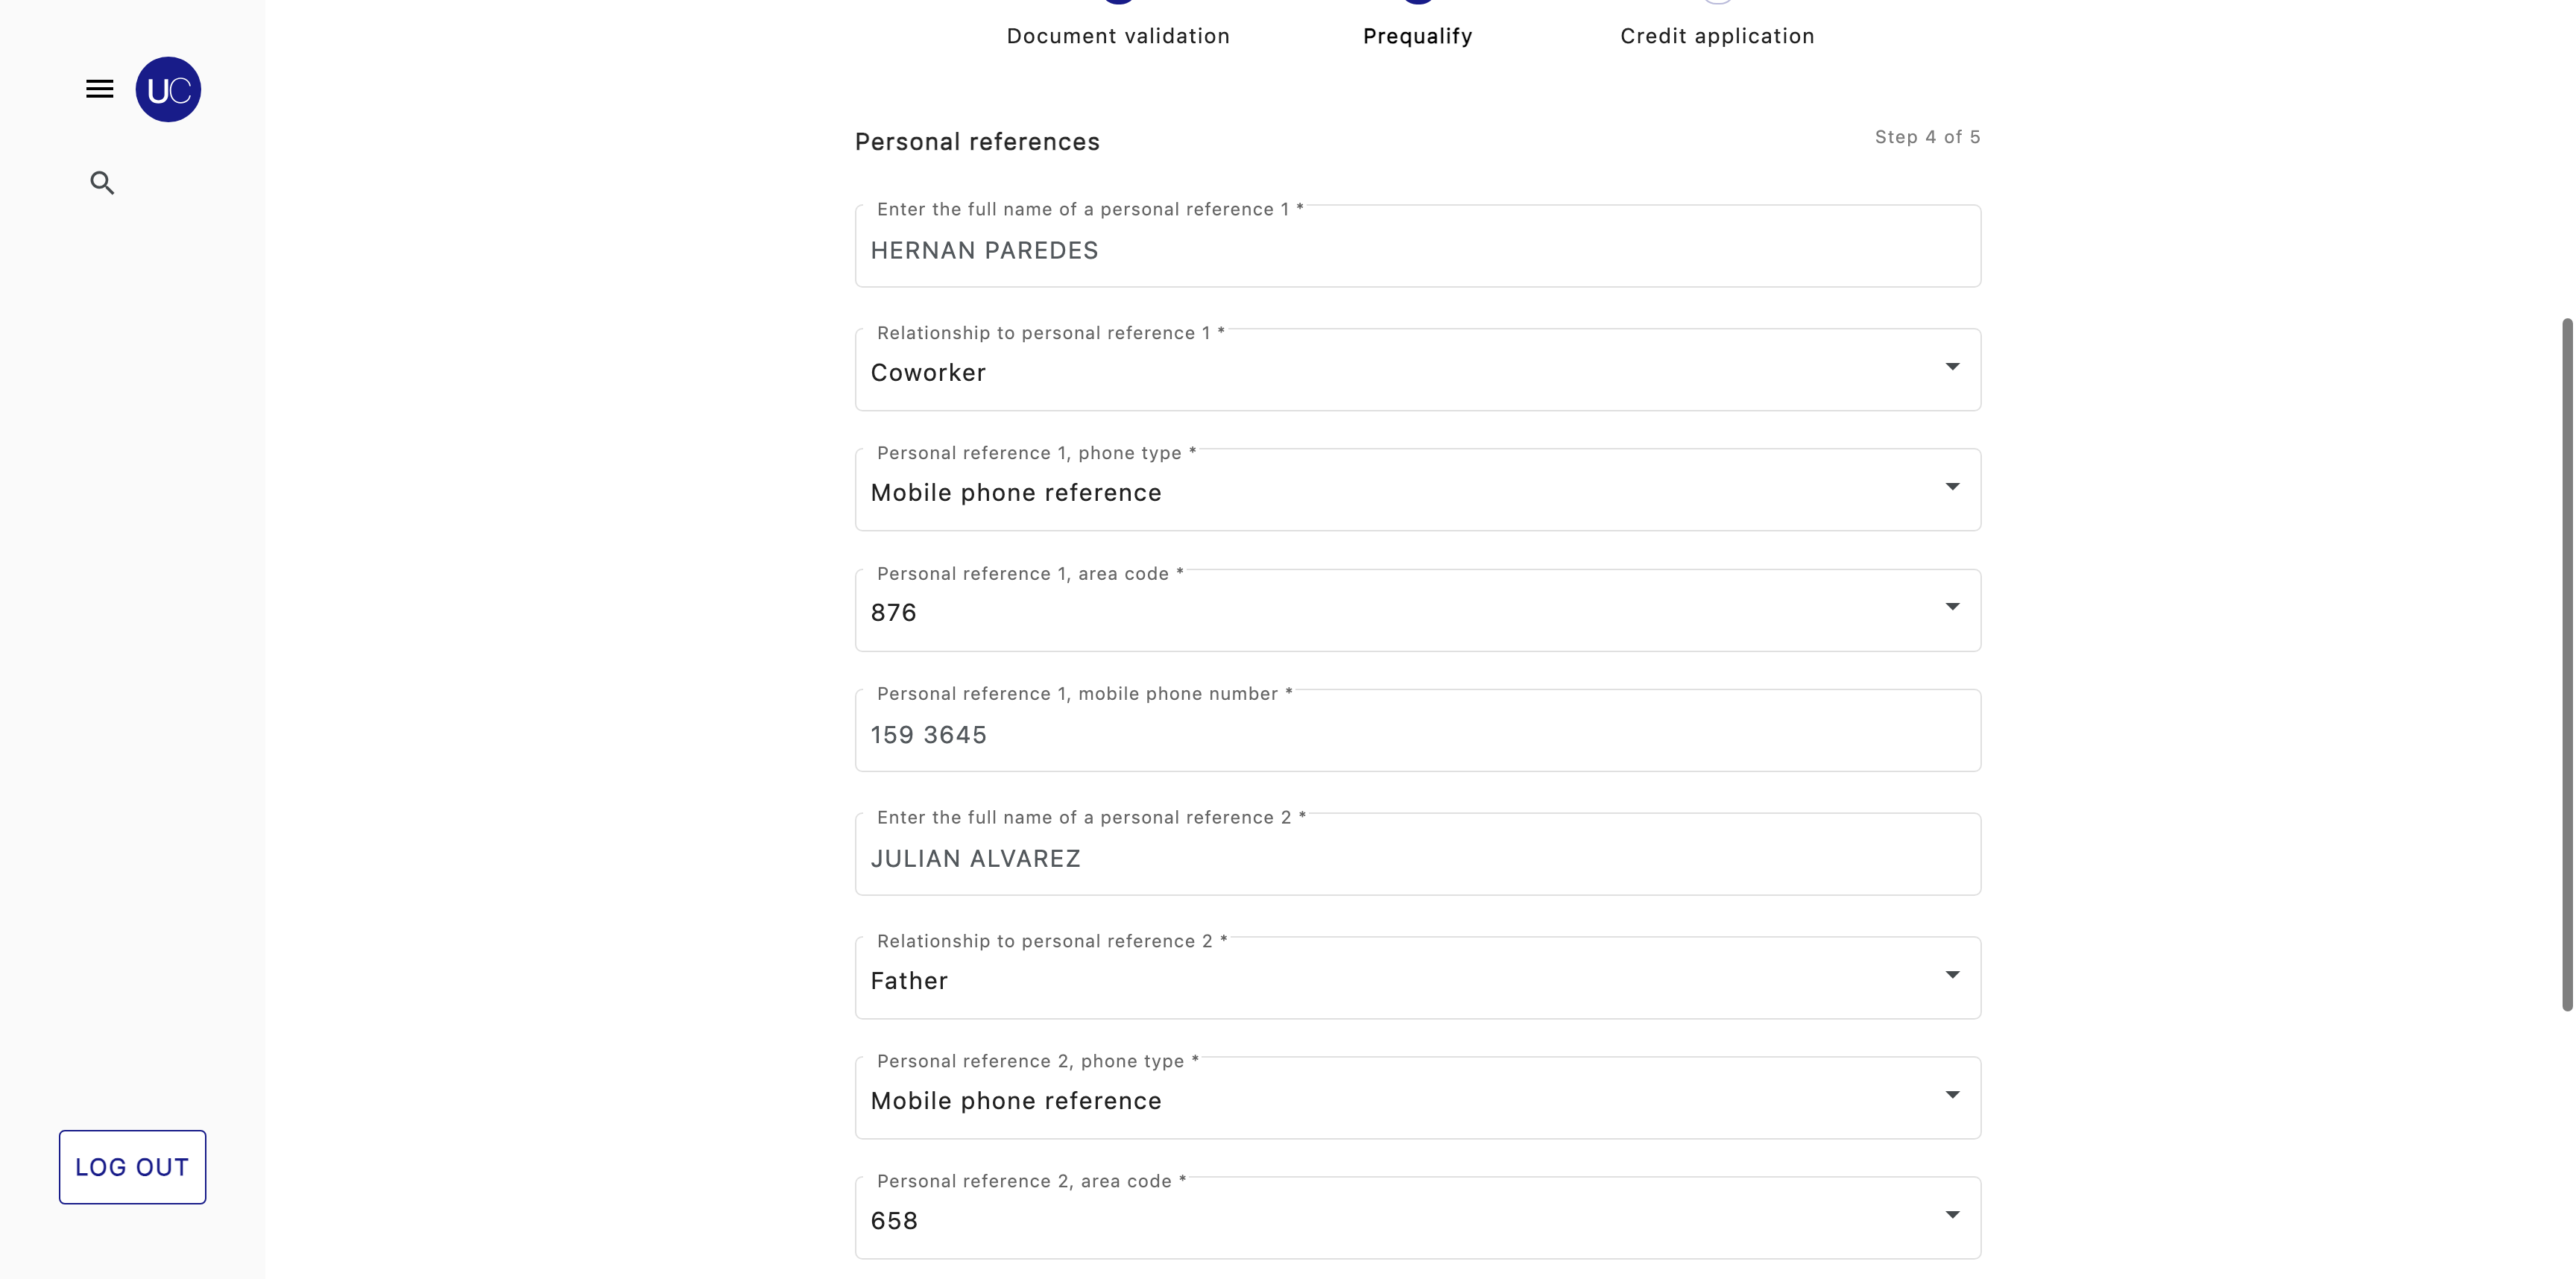 Document validation
Prequalify
Credit application
UC
Personal references
Step 4 of 5
Enter the full name of a personal reference 1 *
HERNAN PAREDES
Relationship to personal reference 1 *
Coworker
Personal reference 1, phone type *
Mobile phone reference
Personal reference 1, area code *
876
Personal reference 1, mobile phone number *
159 3645
Enter the full name of a personal reference 2 *
JULIAN ALVAREZ
Relationship to personal reference 2 *
Father
Personal reference 2, phone type *
Mobile phone reference
LOG OUT
Personal reference 2, area code *
658